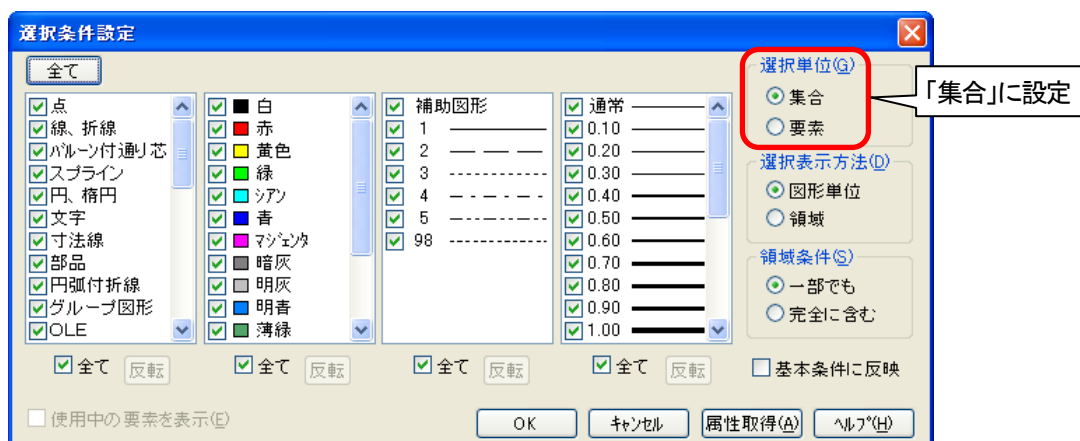 選択条件設定
全て
点
線、折線
バルーン付通り芯
スプライン
円、楕円
文字
寸法線
部品
円弧付折線
グループ図形
OLE
全て 反転
白
赤
黄色
緑
シアン
青
マジェンタ
暗灰
明灰
明青
薄緑
全て 反転
補助図形
1
2
3
4
5
98
全て 反転
通常
0.10
0.20
0.30
0.40
0.50
0.60
0.70
0.80
0.90
1.00
全て 反転
選択単位(G)
集合
要素
「集合」に設定
選択表示方法(D)
図形単位
領域
領域条件(S)
一部でも
完全に含む
基本条件に反映
使用中の要素を表示(E)
OK キャンセル 属性取得(A) ヘルプ(H)